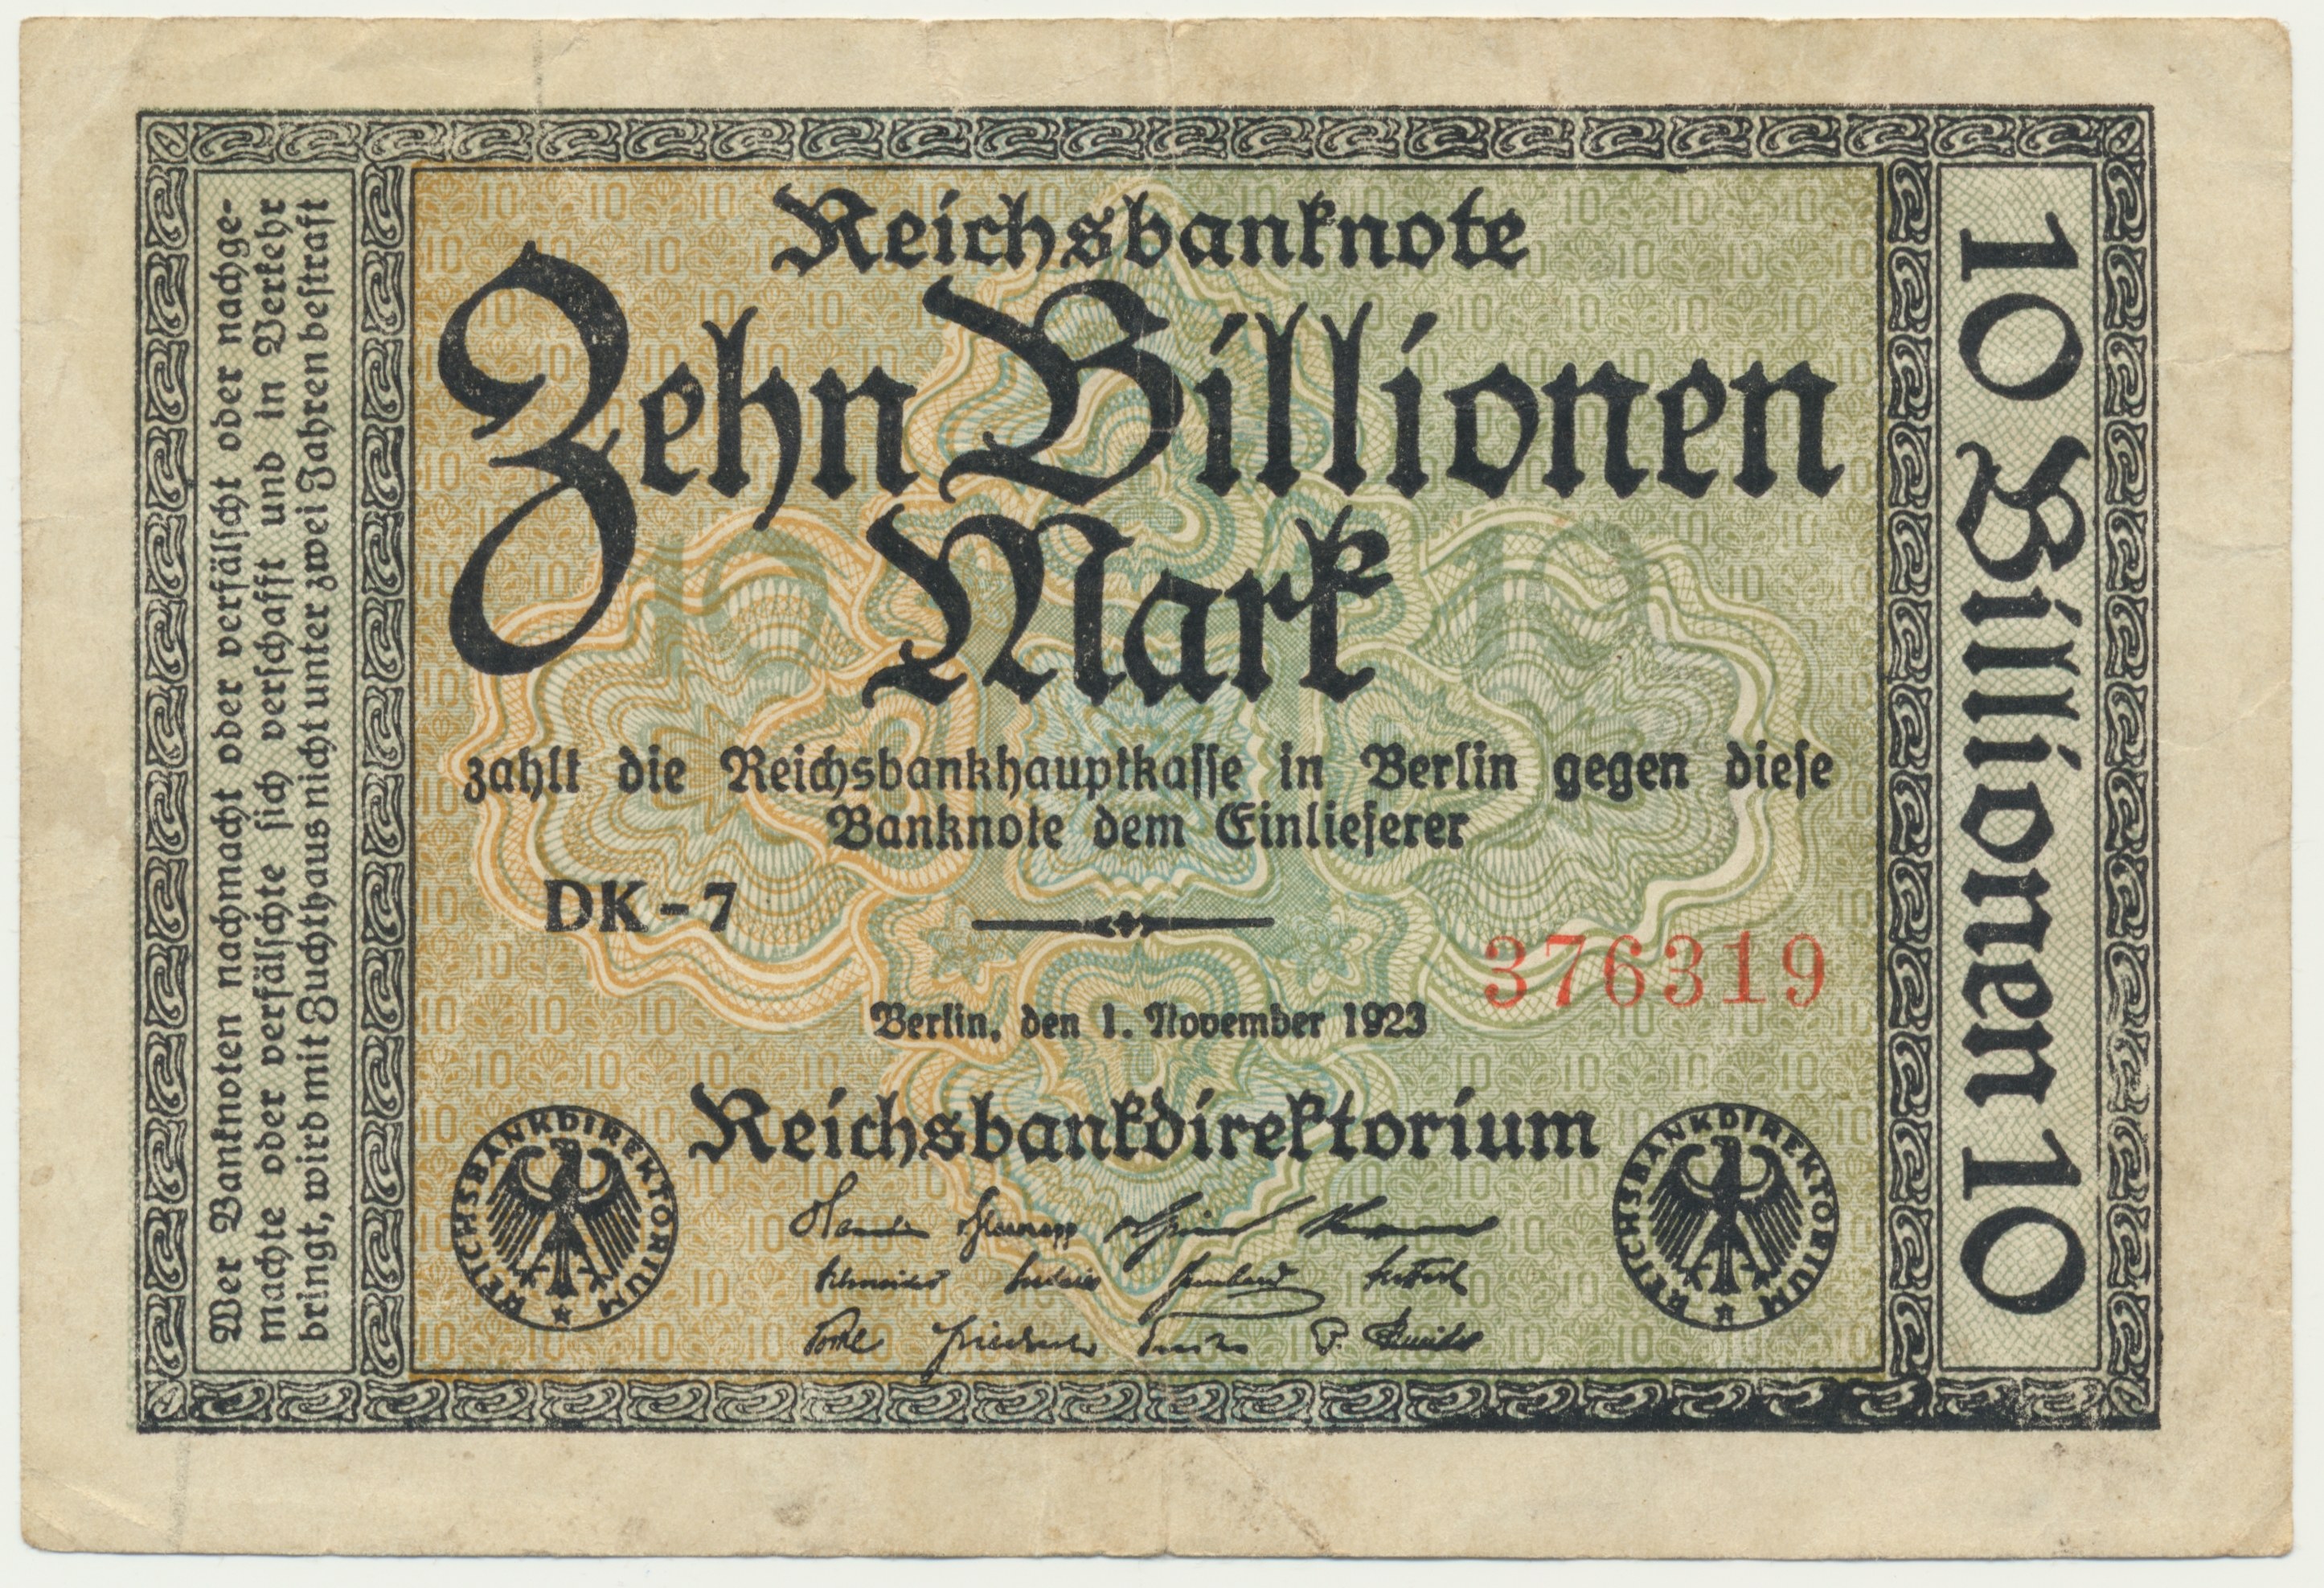 Reichsbanknote
Zehn Billionen
Mark
zahlt die Reichsbankhauptkasse in Berlin gegen diese
Banknote dem Einlieferer
DK-7
376319
Berlin, den 1. November 1923
Reichsbankdirektorium
REICHSBANKDIREKTORIUM
REICHSBANKDIREKTORIUM
Wer Banknoten nachmacht oder verfälscht oder nachge-
machte oder verfälschte sich verschafft und in Verkehr
bringt, wird mit Zuchthaus nicht unter zwei Jahren bestraft
10 Billionen 10
10
10